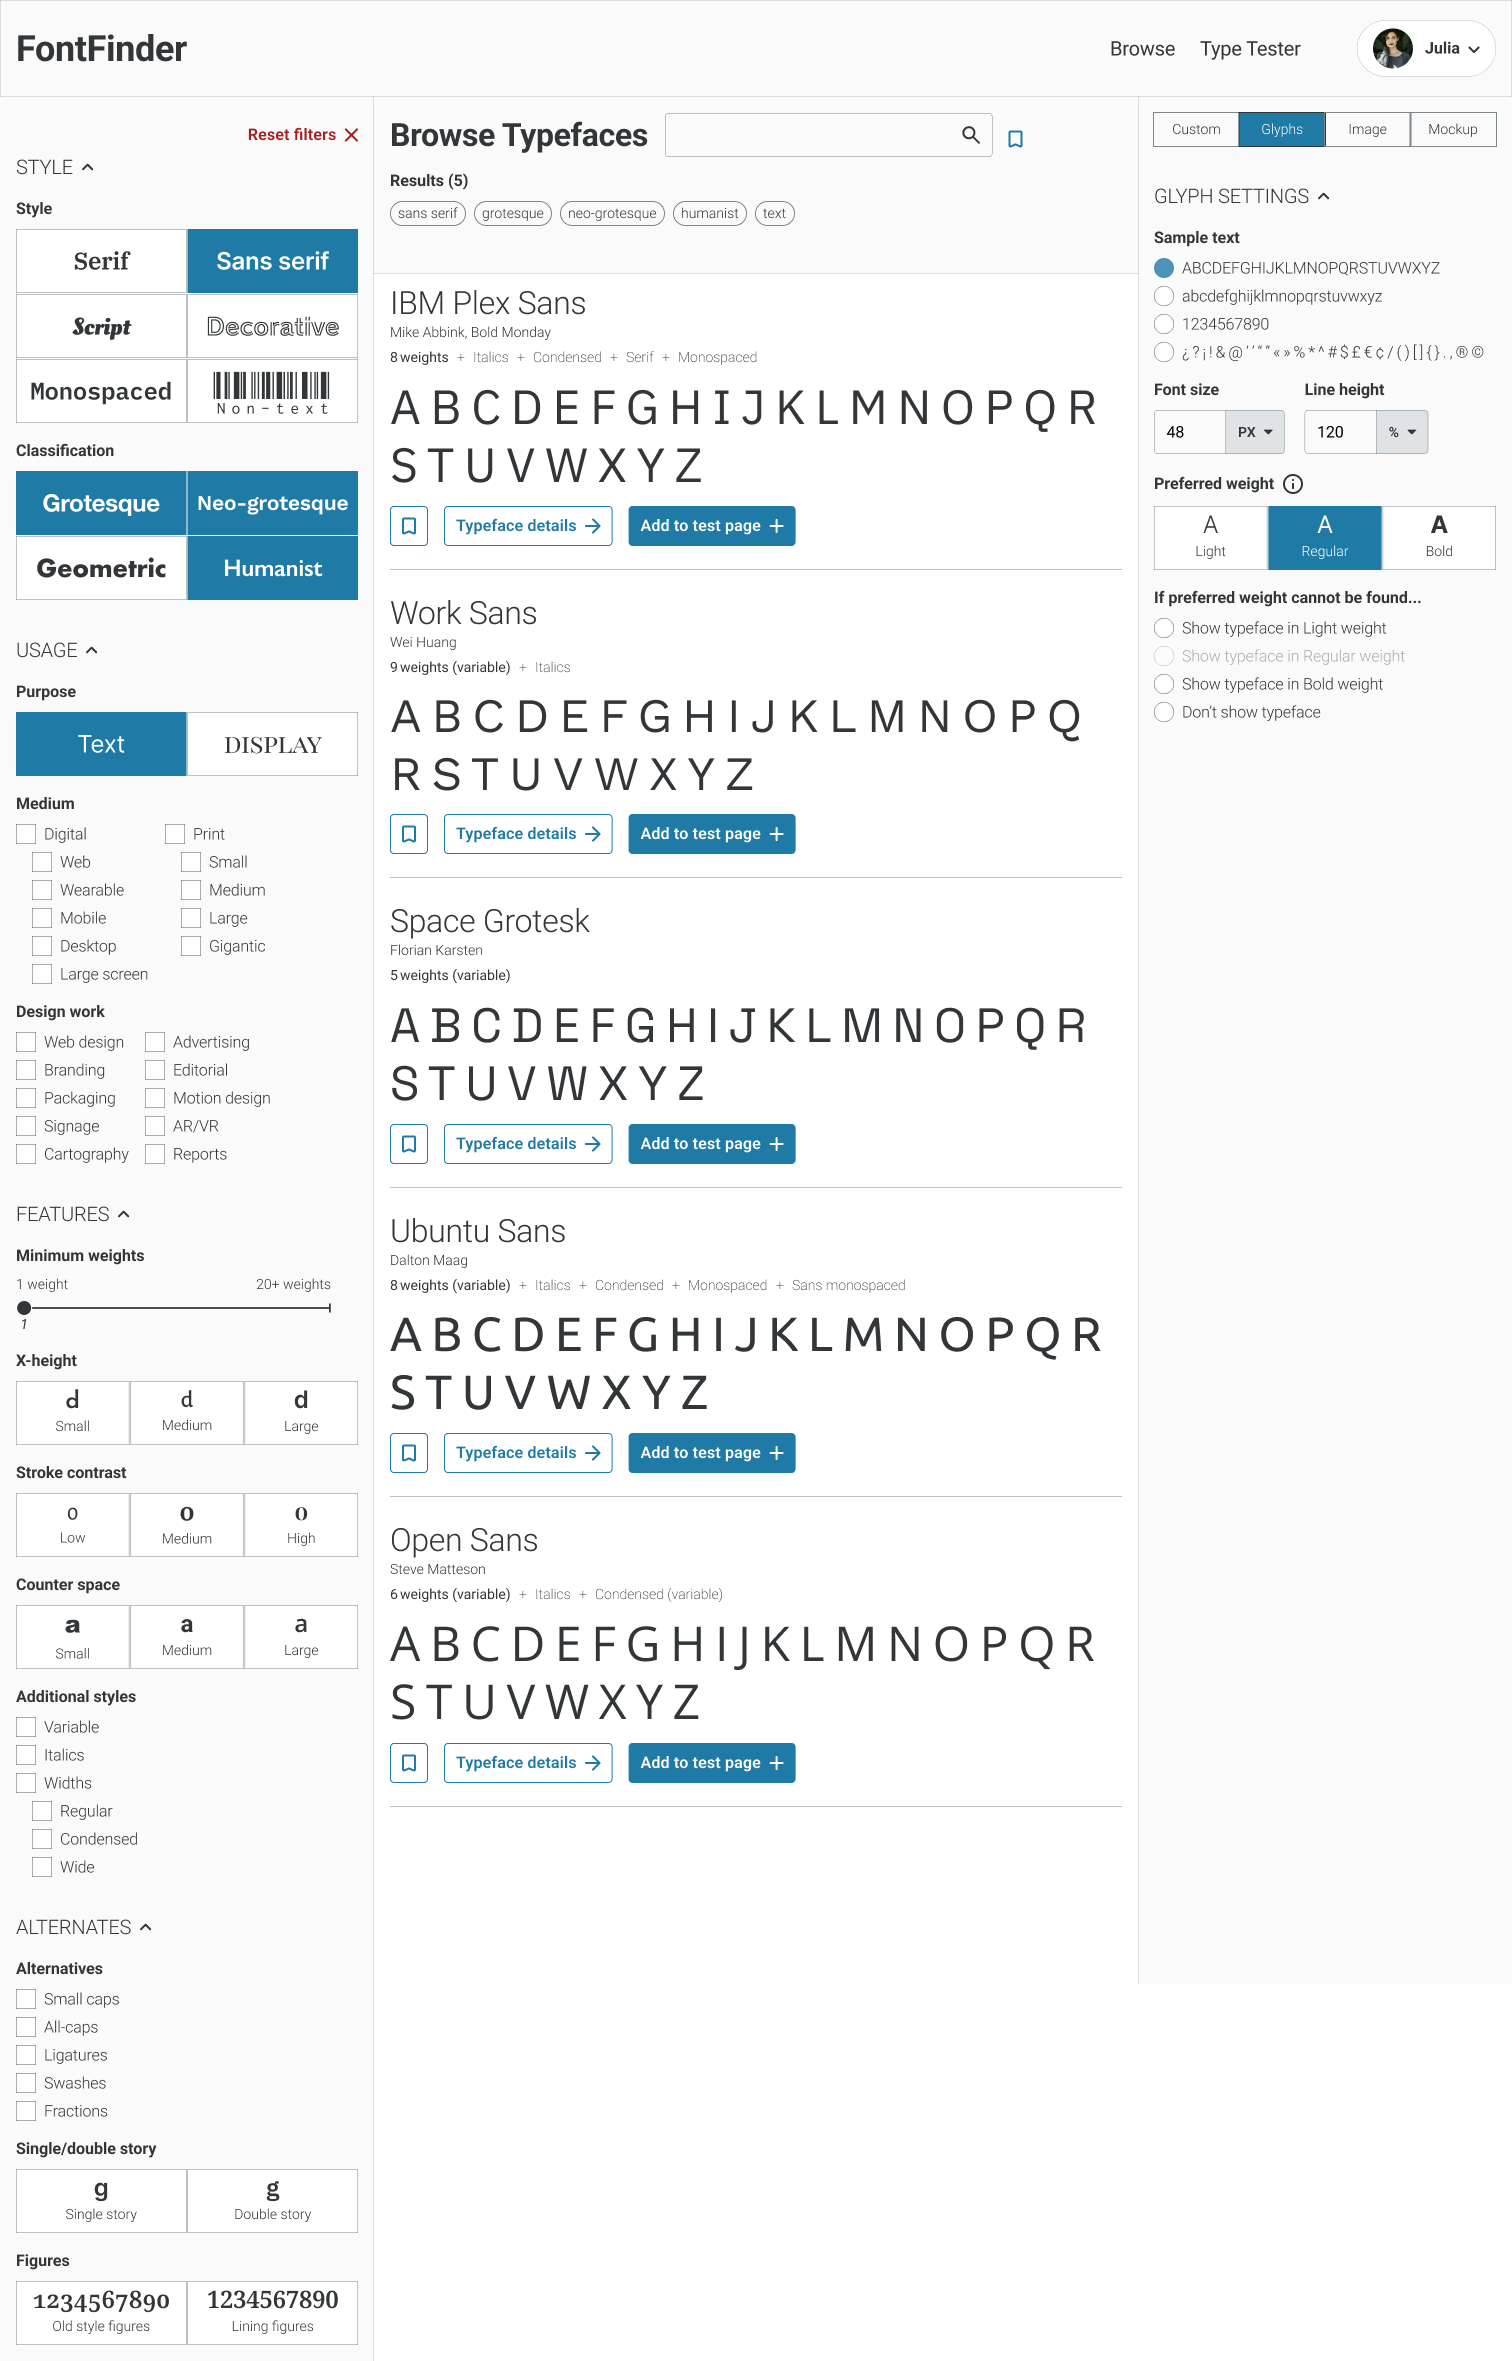 FontFinder
Browse Type Tester
Julia
Reset filters
STYLE
Style
Serif Sans serif
Script Decorative
Monospaced Non-text
Classification
Grotesque Neo-grotesque
Geometric Humanist
USAGE
Purpose
Text DISPLAY
Medium
Digital Print
Web Small
Wearable Medium
Mobile Large
Desktop Gigantic
Large screen
Design work
Web design Advertising
Branding Editorial
Packaging Motion design
Signage AR/VR
Cartography Reports
FEATURES
Minimum weights
1 weight 20+ weights
1
X-height
d d d
Small Medium Large
Stroke contrast
o o o
Low Medium High
Counter space
a a a
Small Medium Large
Additional styles
Variable
Italics
Widths
Regular
Condensed
Wide
ALTERNATES
Alternatives
Small caps
All-caps
Ligatures
Swashes
Fractions
Single/double story
g g
Single story Double story
Figures
1234567890 1234567890
Old style figures Lining figures
Browse Typefaces
Results (5)
sans serif grotesque neo-grotesque humanist text
IBM Plex Sans
Mike Abbink, Bold Monday
8 weights + Italics + Condensed + Serif + Monospaced
A B C D E F G H I J K L M N O P Q R
S T U V W X Y Z
Typeface details Add to test page
Work Sans
Wei Huang
9 weights (variable) + Italics
A B C D E F G H I J K L M N O P Q
R S T U V W X Y Z
Typeface details Add to test page
Space Grotesk
Florian Karsten
5 weights (variable)
A B C D E F G H I J K L M N O P Q R
S T U V W X Y Z
Typeface details Add to test page
Ubuntu Sans
Dalton Maag
8 weights (variable) + Italics + Condensed + Monospaced + Sans monospaced
A B C D E F G H I J K L M N O P Q R
S T U V W X Y Z
Typeface details Add to test page
Open Sans
Steve Matteson
6 weights (variable) + Italics + Condensed (variable)
A B C D E F G H I J K L M N O P Q R
S T U V W X Y Z
Typeface details Add to test page
Custom Glyphs Image Mockup
GLYPH SETTINGS
Sample text
ABCDEFGHIJKLMNOPQRSTUVWXYZ
abcdefghijklmnopqrstuvwxyz
1234567890
¿?¡!&@‘’“”«»%*^#$£€¢/()[]{}.,®©
Font size Line height
48 PX 120 %
Preferred weight
A A A
Light Regular Bold
If preferred weight cannot be found...
Show typeface in Light weight
Show typeface in Regular weight
Show typeface in Bold weight
Don’t show typeface